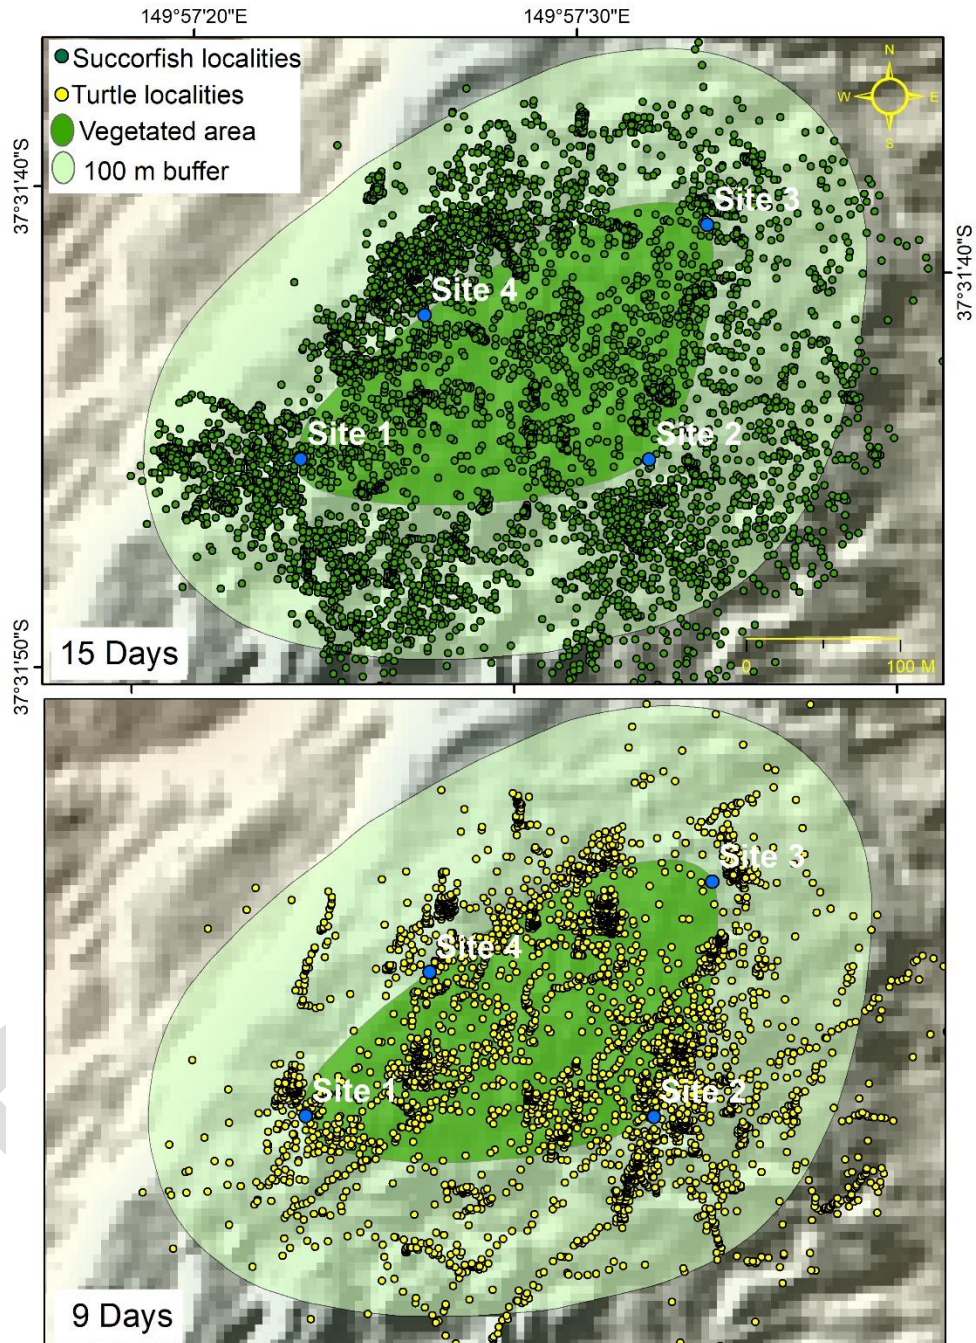 149°57'20"E
149°57'30"E
Succorfish localities
Turtle localities
Vegetated area
100 m buffer
N
W
E
S
37°31'40"S
37°31'40"S
Site 3
Site 4
Site 1
Site 2
37°31'50"S
15 Days
0
100 M
Site 3
Site 4
Site 1
Site 2
9 Days